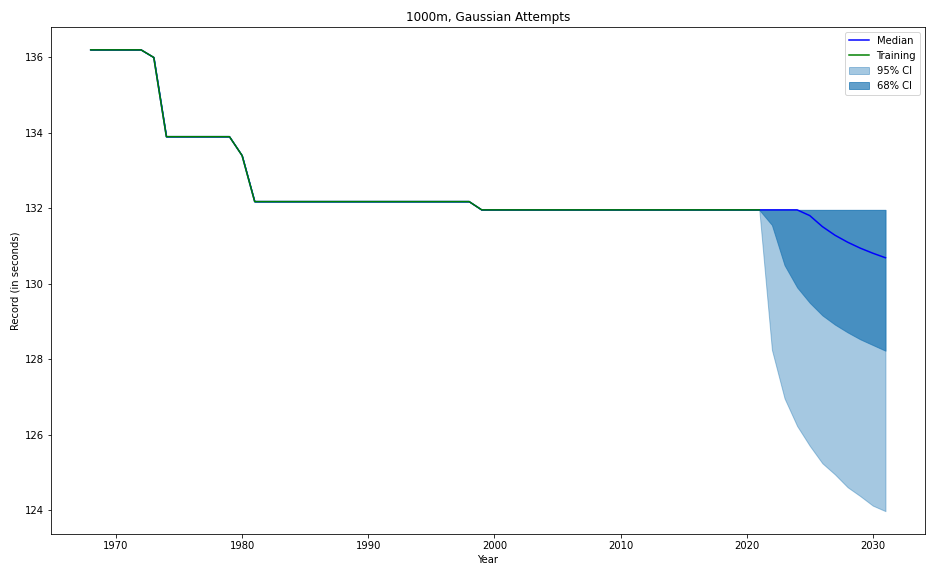 1000m, Gaussian Attempts
Median
Training
95% CI
68% CI
Record (in seconds)
136
134
132
130
128
126
124
1970
1980
1990
2000
2010
2020
2030
Year